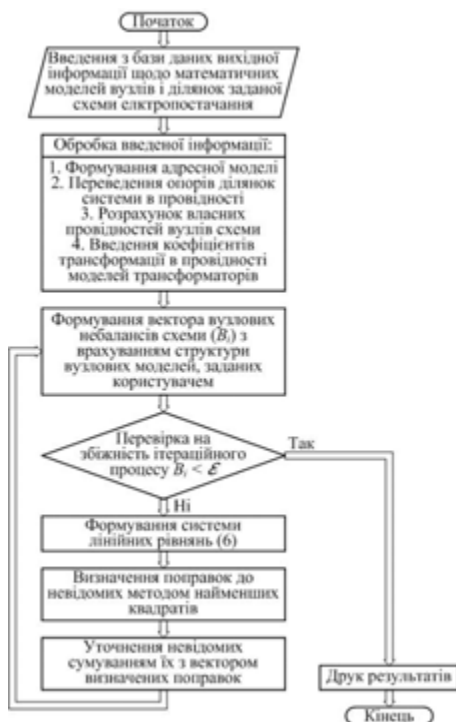 Початок
Введення з бази даних вихідної
інформації щодо математичних
моделей вузлів і ділянок заданої
схеми елктропостачання
Обробка введеної інформації:
1. Формування адресної моделі
2. Переведення опорів ділянок
системи в провідності
3. Розрахунок власних
провідностей вузлів схеми
4. Введення коефіцієнтів
трансформації в провідності
моделей трансформаторів
Формування вектора вузлових
небалансів схеми (Bᵢ) з
врахуванням структури
вузлових моделей, заданих
користувачем
Перевірка на
збіжність ітераційного
процесу Bᵢ < ℰ
Так
Ні
Формування системи
лінійних рівнянь (6)
Визначення поправок до
невідомих методом найменших
квадратів
Уточнення невідомих
сумуванням їх з вектором
визначених поправок
Друк результатів
Кінець